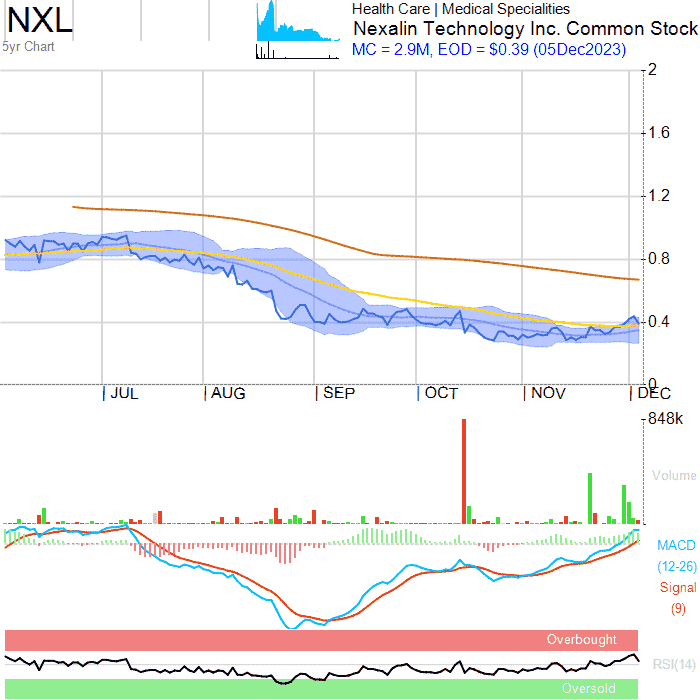 NXL
5yr Chart
Health Care | Medical Specialities
Nexalin Technology Inc. Common Stock
MC = 2.9M, EOD = $0.39 (05Dec2023)
2
1.6
1.2
0.8
0.4
0
JUL AUG SEP OCT NOV DEC
848k
Volume
MACD
(12-26)
Signal
(9)
Overbought
RSI(14)
Oversold